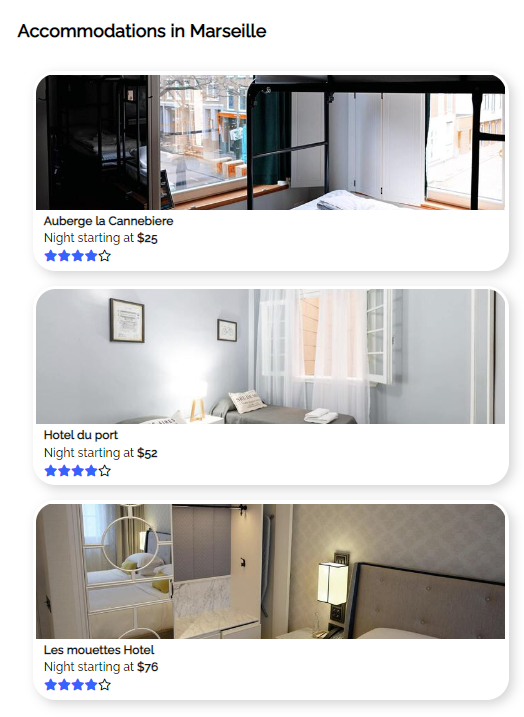 Accommodations in Marseille
Auberge la Cannebiere
Night starting at $25
Hotel du port
Night starting at $52
Les mouettes Hotel
Night starting at $76